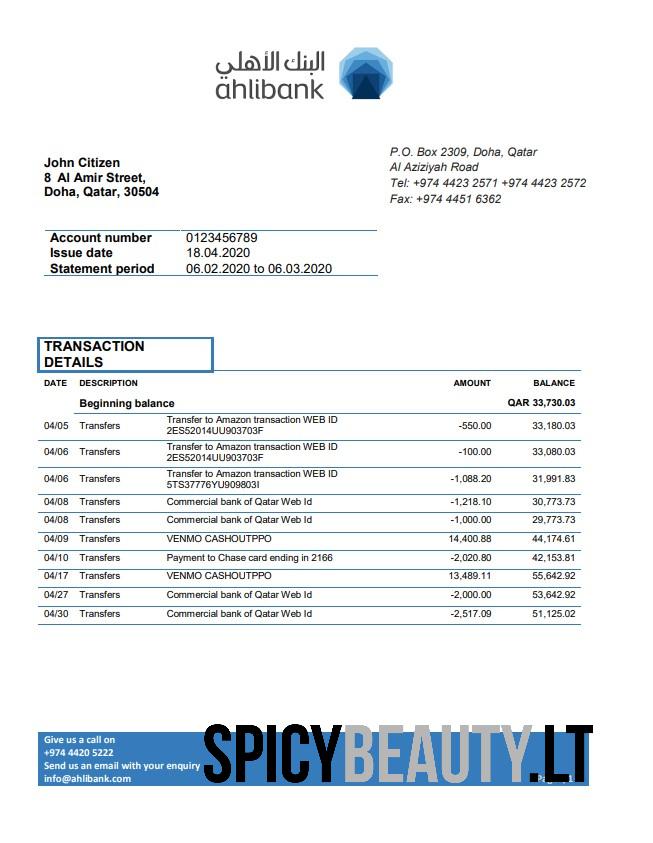 البنك الأهلي
ahlibank
John Citizen
8 Al Amir Street,
Doha, Qatar, 30504
P.O. Box 2309, Doha, Qatar
Al Aziziyah Road
Tel: +974 4423 2571 +974 4423 2572
Fax: +974 4451 6362
Account number 0123456789
Issue date 18.04.2020
Statement period 06.02.2020 to 06.03.2020
TRANSACTION
DETAILS
DATE DESCRIPTION AMOUNT BALANCE
Beginning balance QAR 33,730.03
04/05 Transfers Transfer to Amazon transaction WEB ID
2ES52014UU903703F -550.00 33,180.03
04/06 Transfers Transfer to Amazon transaction WEB ID
2ES52014UU903703F -100.00 33,080.03
04/06 Transfers Transfer to Amazon transaction WEB ID
5TS37776YU909803I -1,088.20 31,991.83
04/08 Transfers Commercial bank of Qatar Web Id -1,218.10 30,773.73
04/08 Transfers Commercial bank of Qatar Web Id -1,000.00 29,773.73
04/09 Transfers VENMO CASHOUTPPO 14,400.88 44,174.61
04/10 Transfers Payment to Chase card ending in 2166 -2,020.80 42,153.81
04/17 Transfers VENMO CASHOUTPPO 13,489.11 55,642.92
04/27 Transfers Commercial bank of Qatar Web Id -2,000.00 53,642.92
04/30 Transfers Commercial bank of Qatar Web Id -2,517.09 51,125.02
Give us a call on
+974 4420 5222
Send us an email with your enquiry
info@ahlibank.com
SPICYBEAUTY.LT